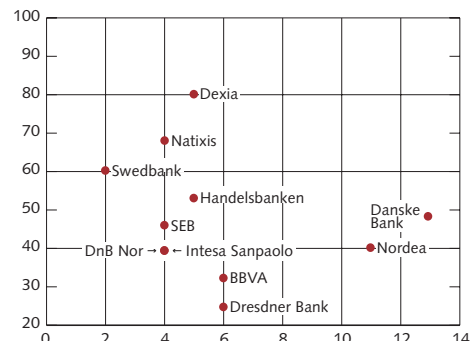 100
90
80
Dexia
70
Natixis
60
Swedbank
Handelsbanken
50
Danske
Bank
SEB
40
DnB Nor → ← Intesa Sanpaolo
Nordea
30
BBVA
Dresdner Bank
20
0 2 4 6 8 10 12 14